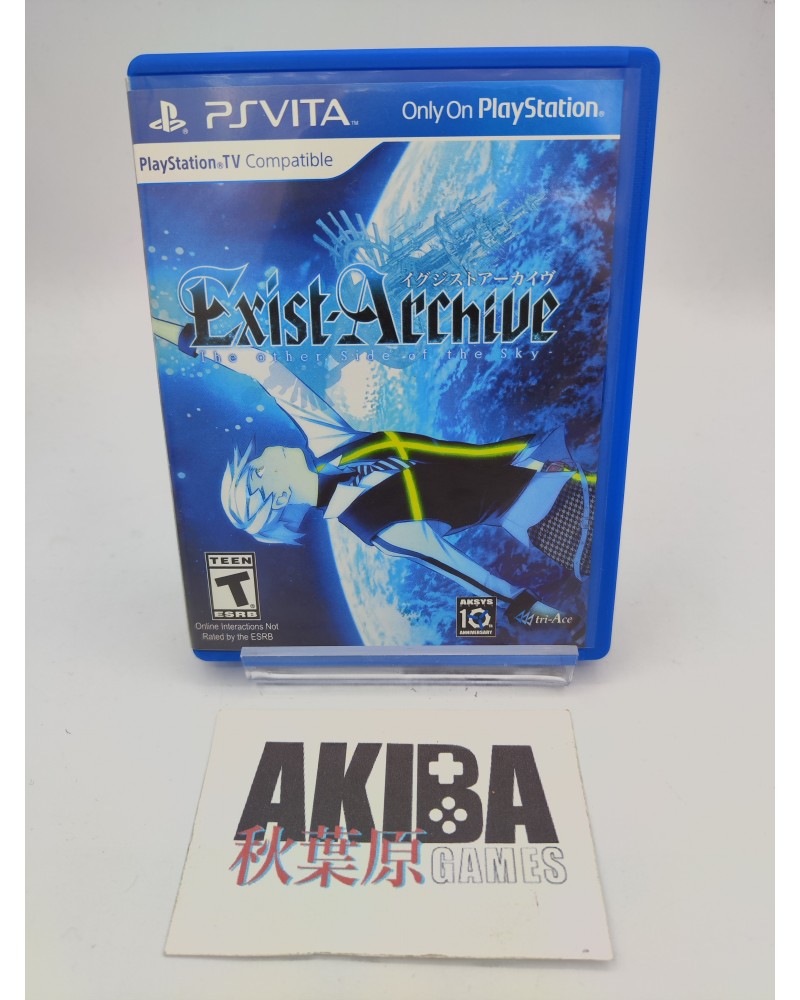 PSVITA™
Only On PlayStation®
PlayStation®TV Compatible
イグジストアーカイヴ
Exist-Archive
-The Other Side of the Sky-
TEEN
T
ESRB
Online Interactions Not
Rated by the ESRB
AKSYS
10th
ANNIVERSARY
tri-Ace
AKIBA
秋葉原
GAMES